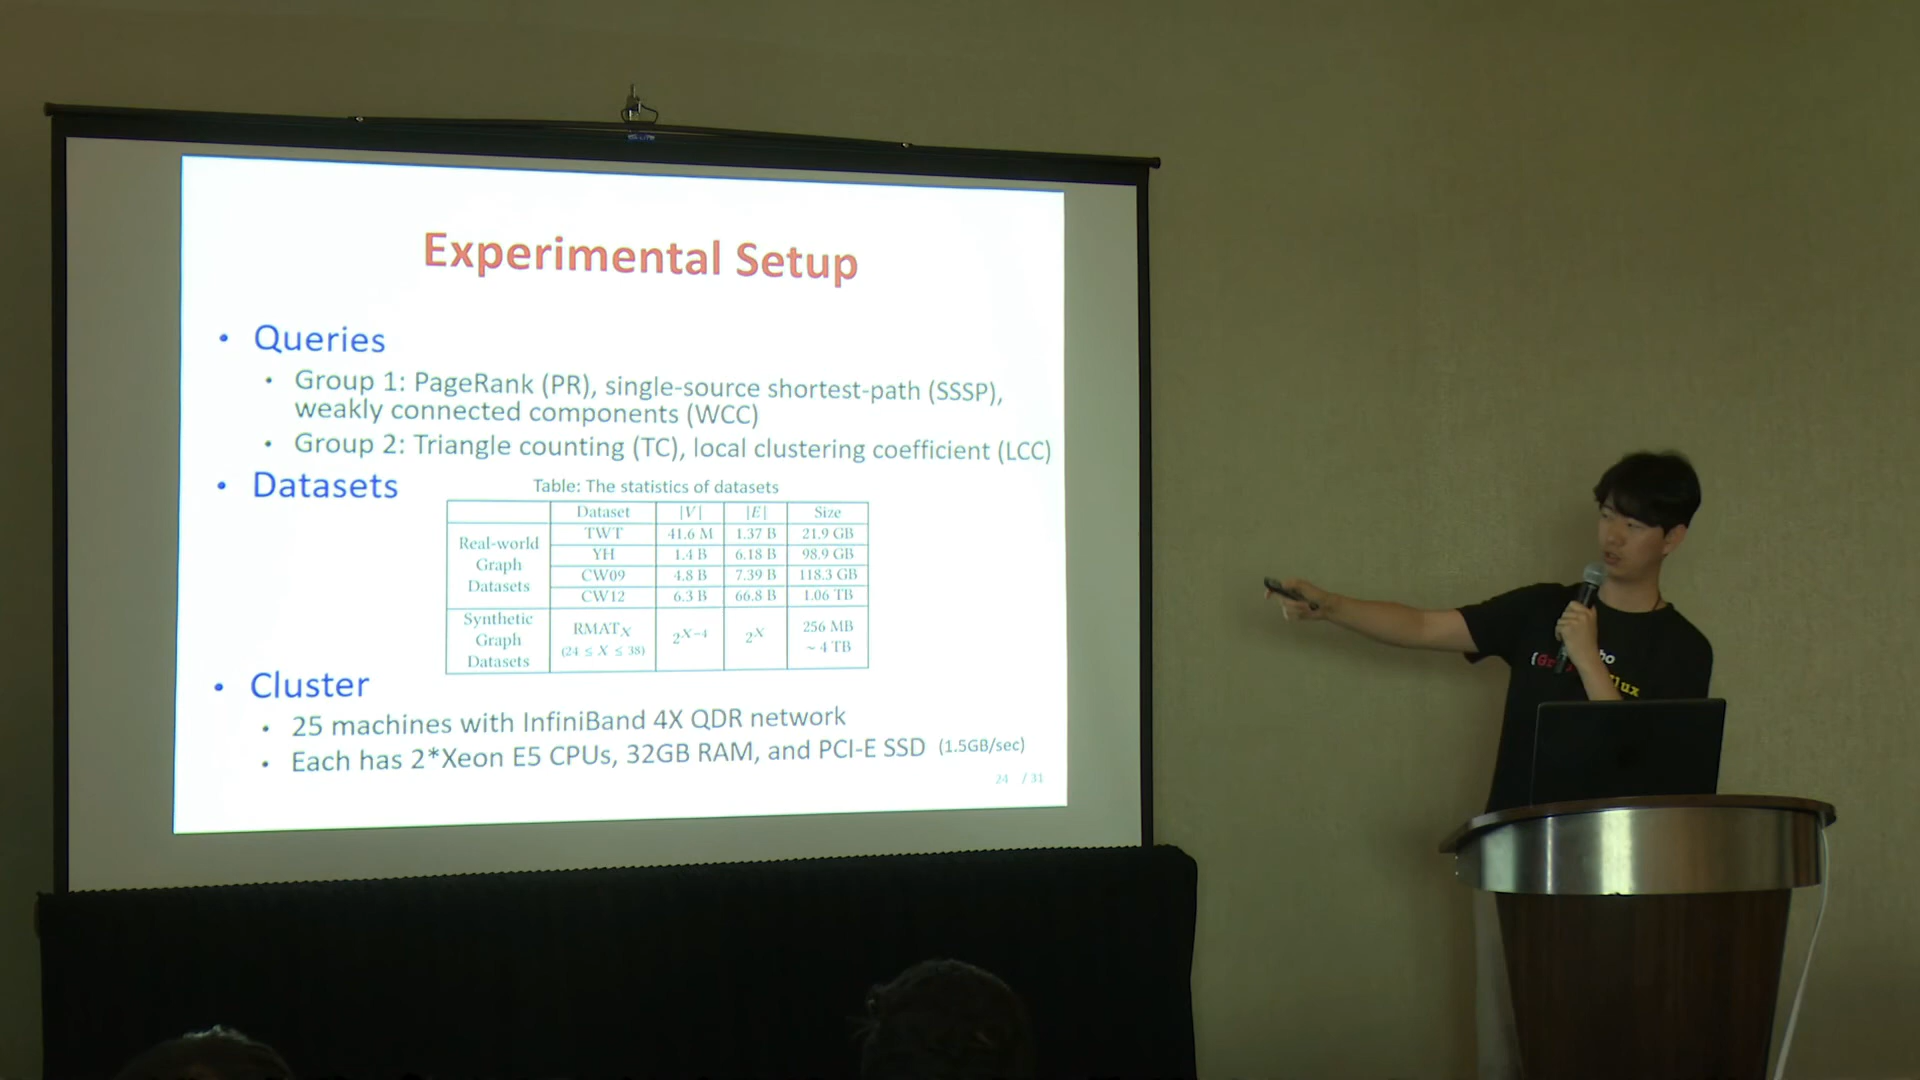 Experimental Setup
• Queries
• Group 1: PageRank (PR), single-source shortest-path (SSSP),
weakly connected components (WCC)
• Group 2: Triangle counting (TC), local clustering coefficient (LCC)
• Datasets
Table: The statistics of datasets
Dataset |V| |E| Size
Real-world Graph Datasets
TWT 41.6 M 1.37 B 21.9 GB
YH 1.4 B 6.18 B 98.9 GB
CW09 4.8 B 7.39 B 118.3 GB
CW12 6.3 B 66.8 B 1.06 TB
Synthetic Graph Datasets
RMATX (24 ≤ X ≤ 38) 2^X−4 2^X 256 MB ~ 4 TB
• Cluster
• 25 machines with InfiniBand 4X QDR network
• Each has 2*Xeon E5 CPUs, 32GB RAM, and PCI-E SSD (1.5GB/sec)
24 / 31